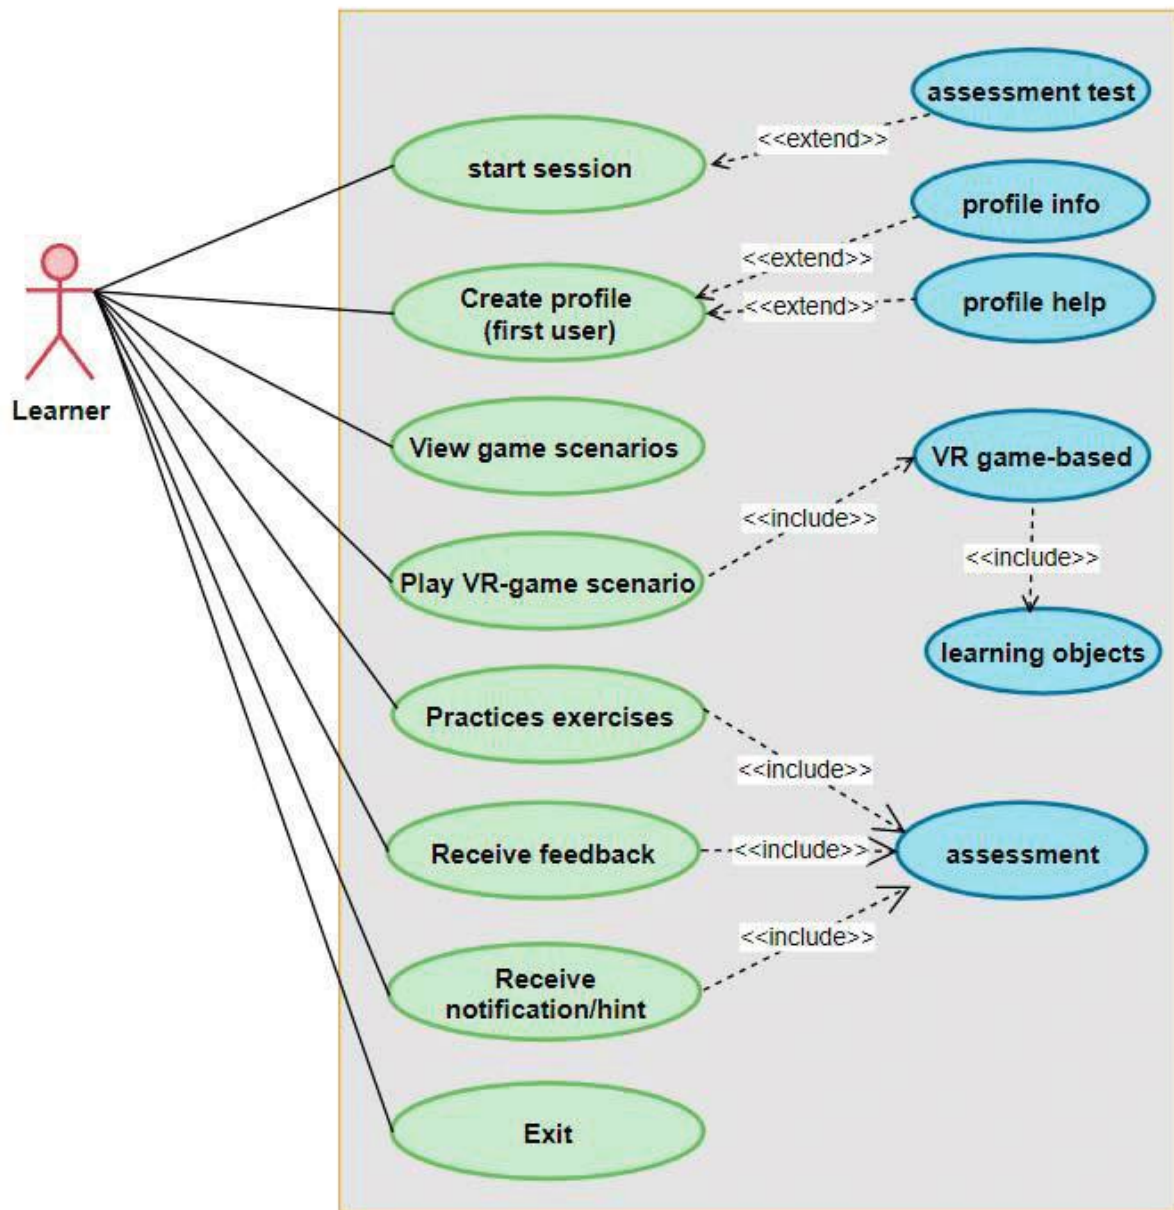 assessment test
<<extend>>
start session
profile info
<<extend>>
Create profile
(first user)
<<extend>>
profile help
Learner
View game scenarios
VR game-based
<<include>>
<<include>>
Play VR-game scenario
learning objects
Practices exercises
<<include>>
Receive feedback
<<include>>
assessment
<<include>>
Receive
notification/hint
Exit